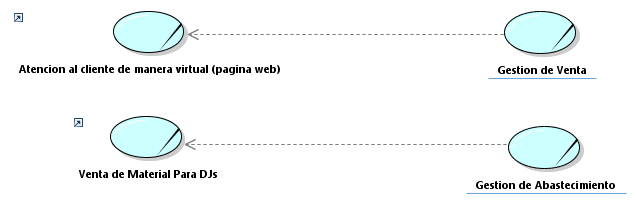 Atencion al cliente de manera virtual (pagina web)
Gestion de Venta
Venta de Material Para DJs
Gestion de Abastecimiento